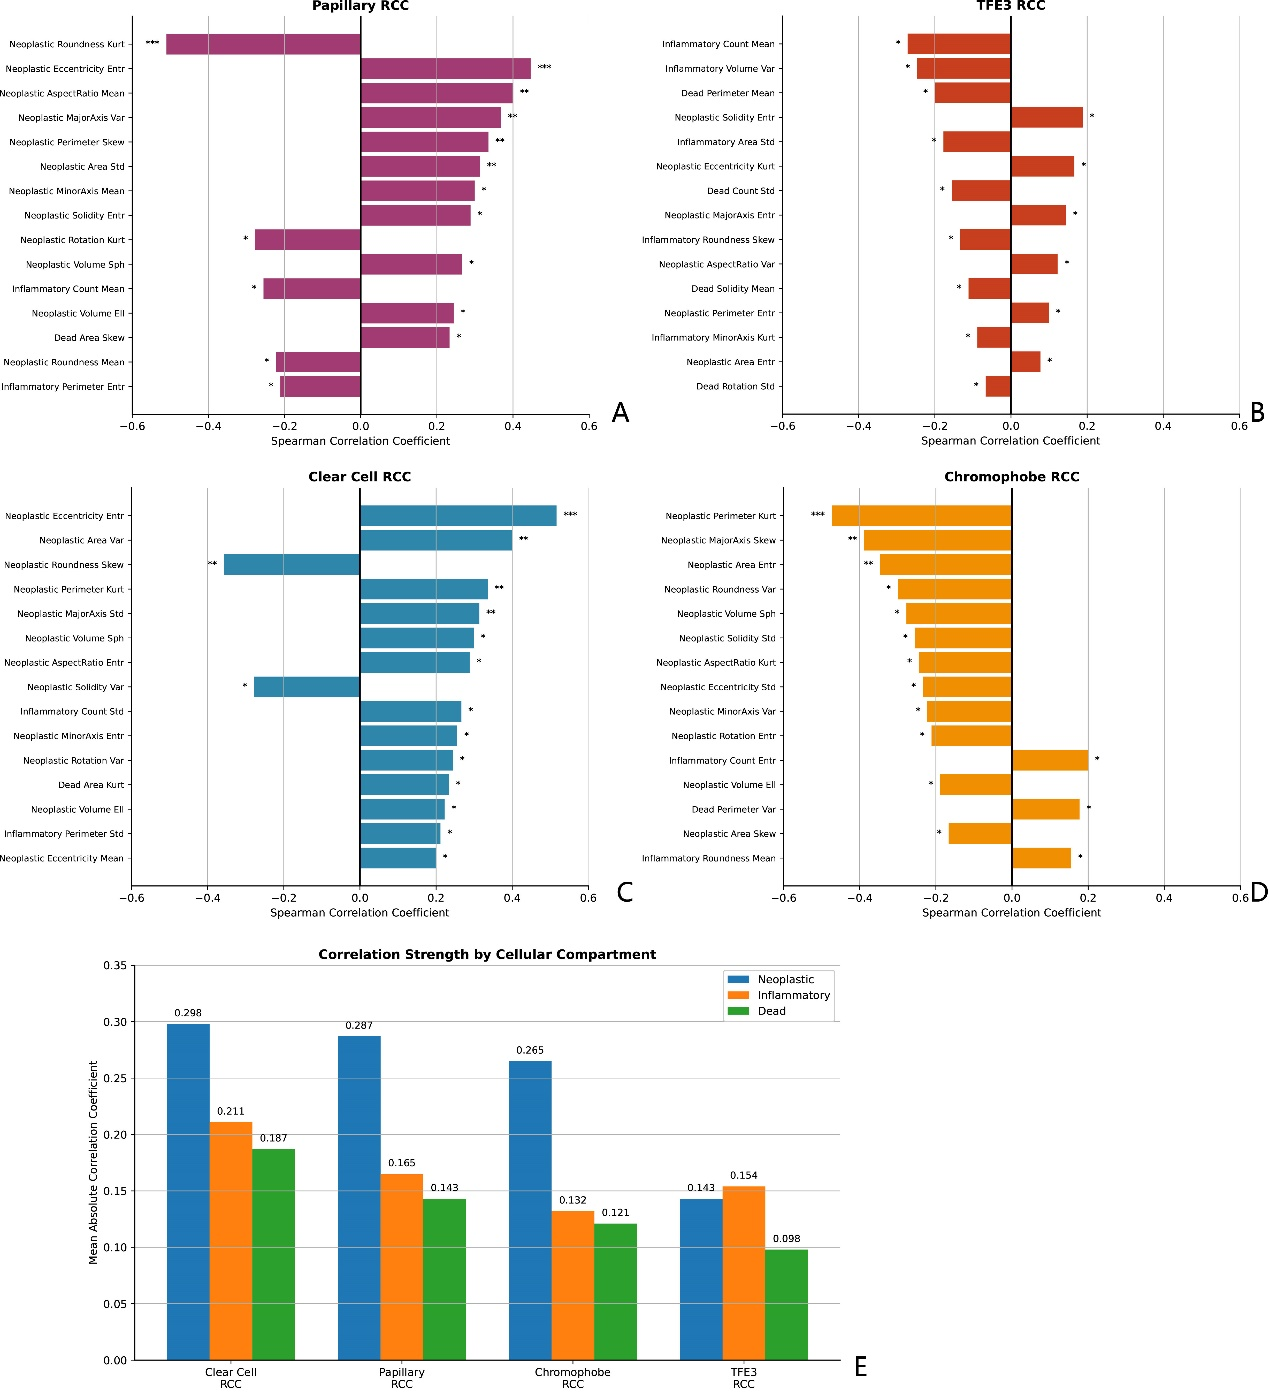 Papillary RCC
Neoplastic Roundness Kurt
***
Neoplastic Eccentricity Entr
***
Neoplastic AspectRatio Mean
**
Neoplastic MajorAxis Var
**
Neoplastic Perimeter Skew
**
Neoplastic Area Std
**
Neoplastic MinorAxis Mean
*
Neoplastic Solidity Entr
*
Neoplastic Rotation Kurt
*
Neoplastic Volume Sph
*
Inflammatory Count Mean
*
Neoplastic Volume Ell
*
Dead Area Skew
*
Neoplastic Roundness Mean
*
Inflammatory Perimeter Entr
*
−0.6 −0.4 −0.2 0.0 0.2 0.4 0.6
Spearman Correlation Coefficient
A
TFE3 RCC
Inflammatory Count Mean
*
Inflammatory Volume Var
*
Dead Perimeter Mean
*
Neoplastic Solidity Entr
*
Inflammatory Area Std
*
Neoplastic Eccentricity Kurt
*
Dead Count Std
*
Neoplastic MajorAxis Entr
*
Inflammatory Roundness Skew
*
Neoplastic AspectRatio Var
*
Dead Solidity Mean
*
Neoplastic Perimeter Entr
*
Inflammatory MinorAxis Kurt
*
Neoplastic Area Entr
*
Dead Rotation Std
*
−0.6 −0.4 −0.2 0.0 0.2 0.4 0.6
Spearman Correlation Coefficient
B
Clear Cell RCC
Neoplastic Eccentricity Entr
***
Neoplastic Area Var
**
Neoplastic Roundness Skew
**
Neoplastic Perimeter Kurt
**
Neoplastic MajorAxis Std
**
Neoplastic Volume Sph
*
Neoplastic AspectRatio Entr
*
Neoplastic Solidity Var
*
Inflammatory Count Std
*
Neoplastic MinorAxis Entr
*
Neoplastic Rotation Var
*
Dead Area Kurt
*
Neoplastic Volume Ell
*
Inflammatory Perimeter Std
*
Neoplastic Eccentricity Mean
*
−0.6 −0.4 −0.2 0.0 0.2 0.4 0.6
Spearman Correlation Coefficient
C
Chromophobe RCC
Neoplastic Perimeter Kurt
***
Neoplastic MajorAxis Skew
**
Neoplastic Area Entr
**
Neoplastic Roundness Var
*
Neoplastic Volume Sph
*
Neoplastic Solidity Std
*
Neoplastic AspectRatio Kurt
*
Neoplastic Eccentricity Std
*
Neoplastic MinorAxis Var
*
Neoplastic Rotation Entr
*
Inflammatory Count Entr
*
Neoplastic Volume Ell
*
Dead Perimeter Var
*
Neoplastic Area Skew
*
Inflammatory Roundness Mean
*
−0.6 −0.4 −0.2 0.0 0.2 0.4 0.6
Spearman Correlation Coefficient
D
Correlation Strength by Cellular Compartment
Mean Absolute Correlation Coefficient
0.35
0.30
0.25
0.20
0.15
0.10
0.05
0.00
Neoplastic
Inflammatory
Dead
0.298
0.211
0.187
0.287
0.165
0.143
0.265
0.132
0.121
0.143
0.154
0.098
Clear Cell
RCC
Papillary
RCC
Chromophobe
RCC
TFE3
RCC
E